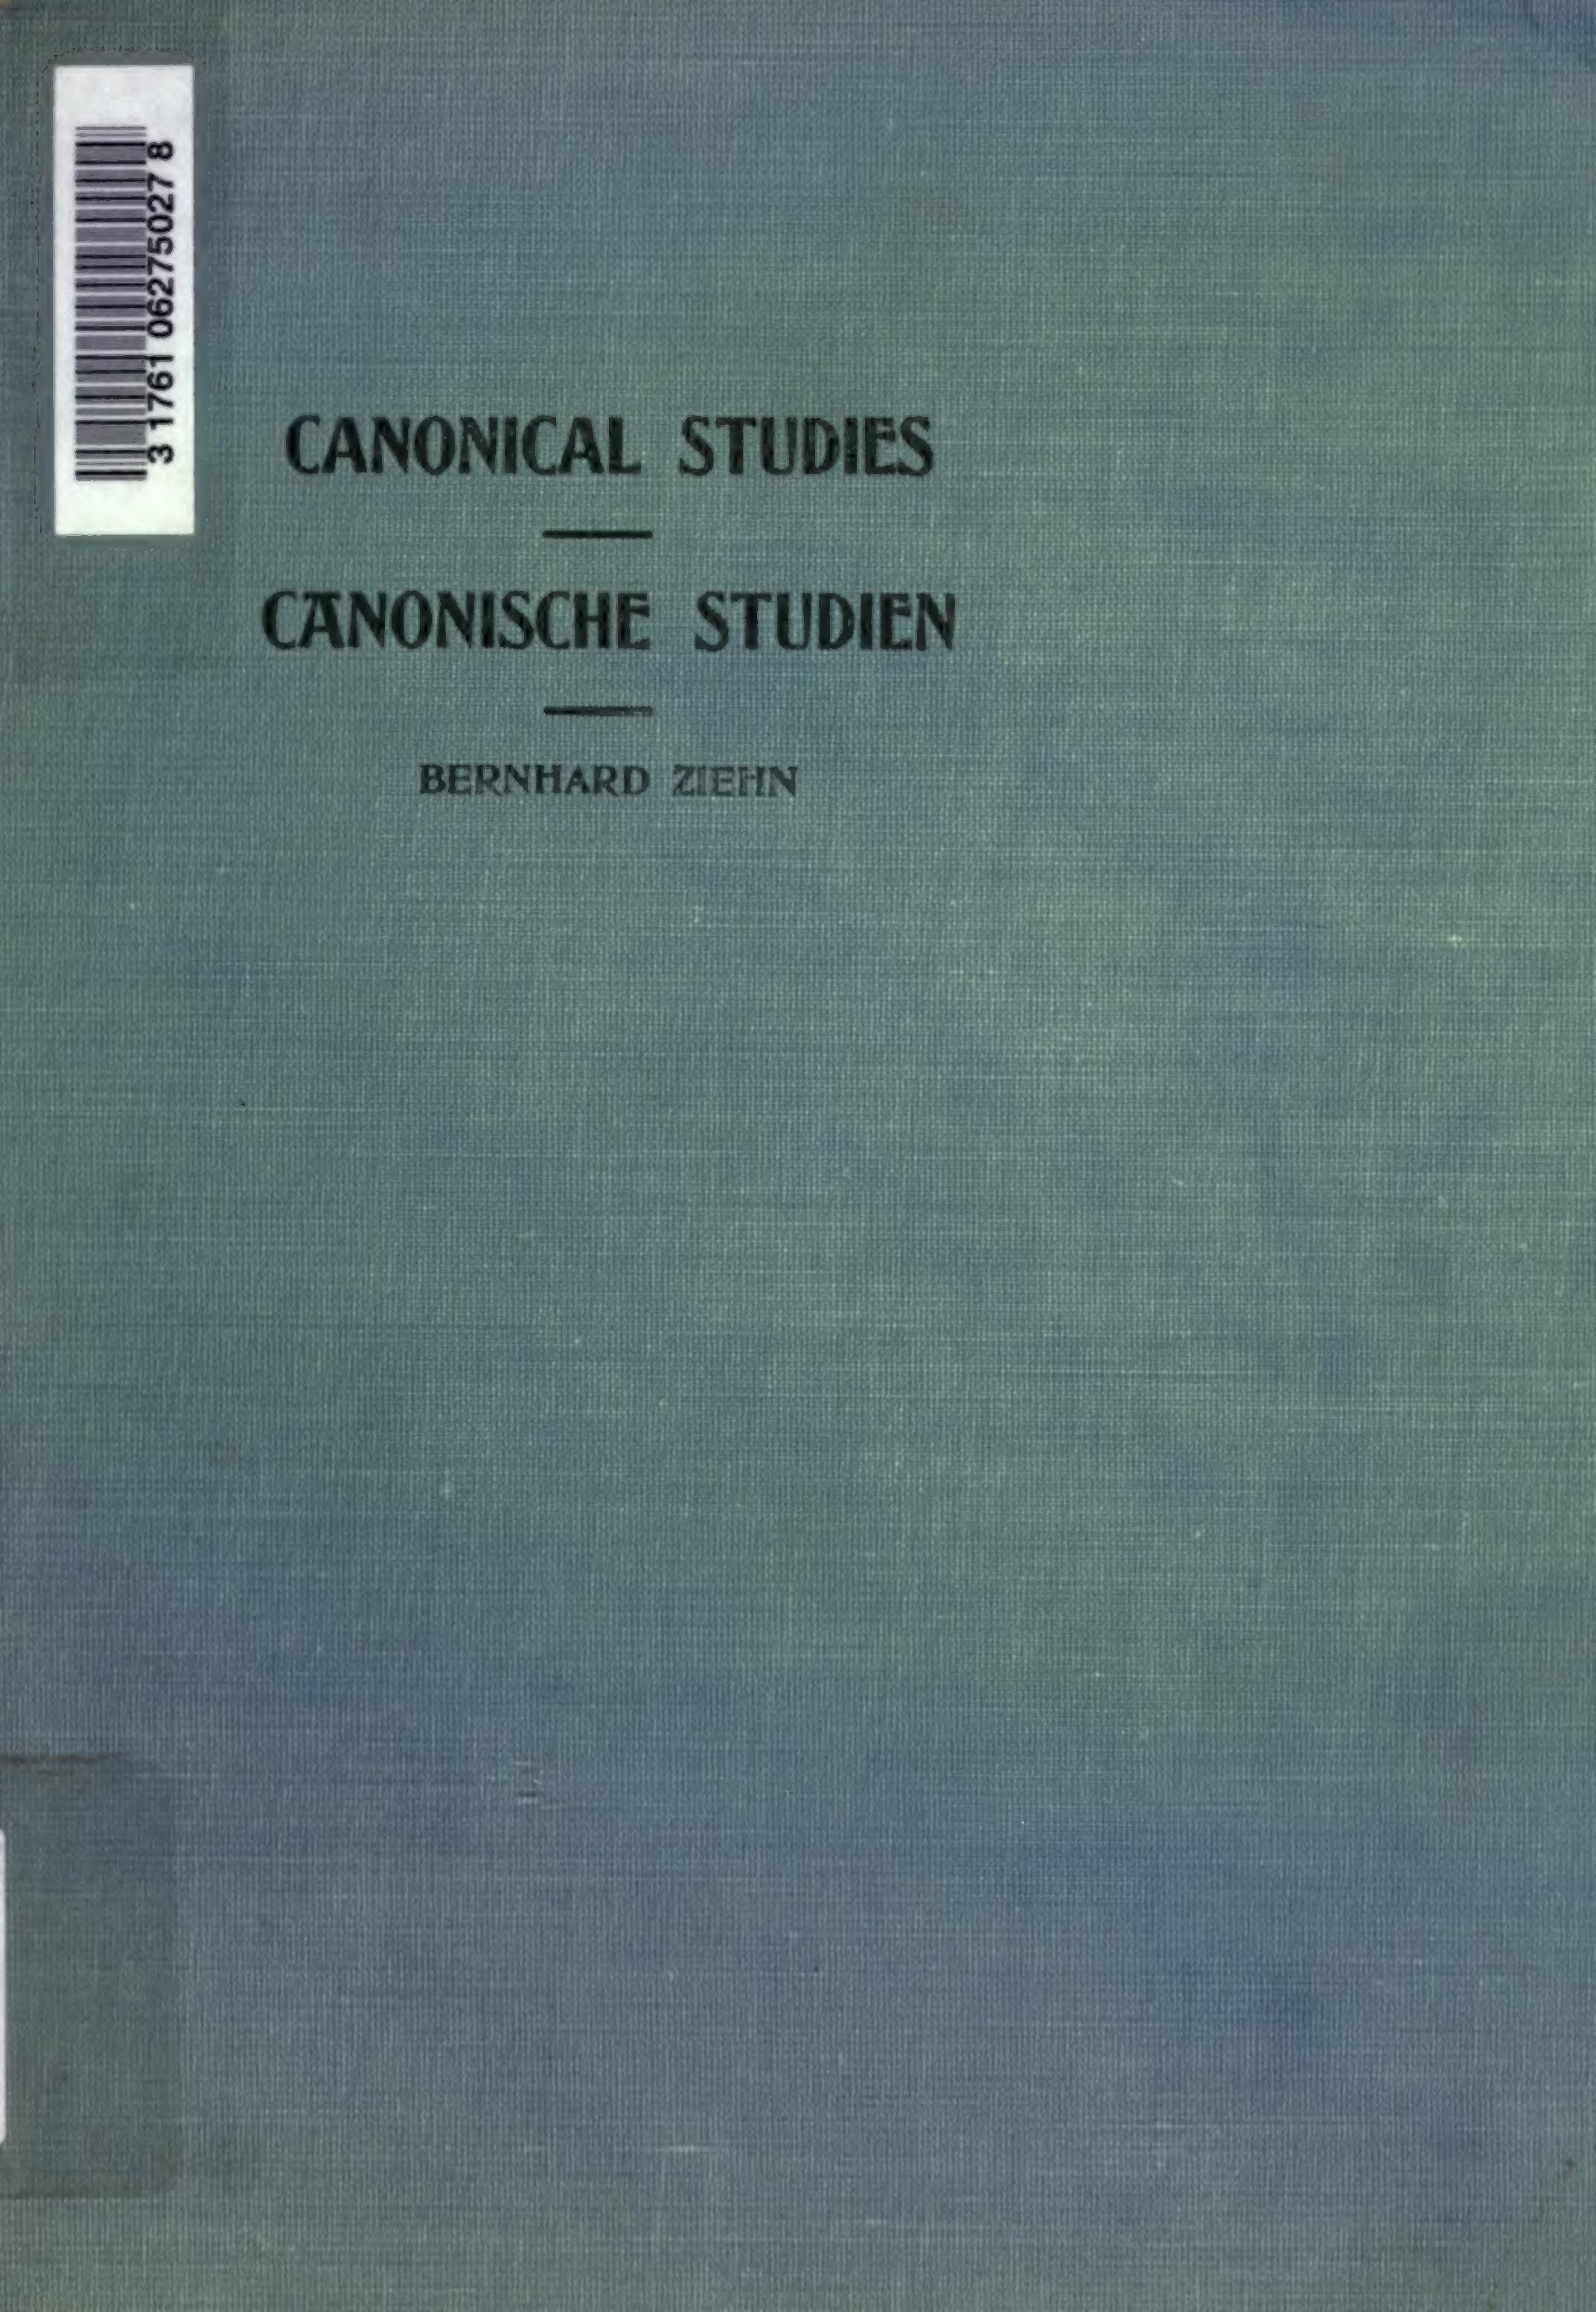 3 1761 06275027 8
CANONICAL STUDIES
CANONISCHE STUDIEN
BERNHARD ZIEHN